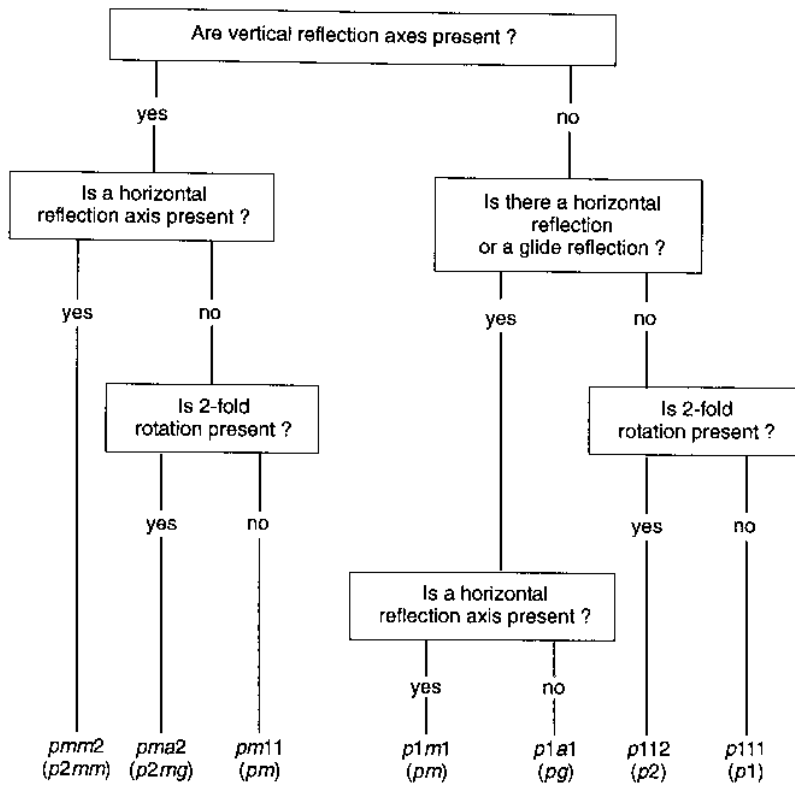 Are vertical reflection axes present ?
yes
no
Is a horizontal
reflection axis present ?
Is there a horizontal
reflection
or a glide reflection ?
yes
no
yes
no
Is 2-fold
rotation present ?
Is 2-fold
rotation present ?
yes
no
yes
no
Is a horizontal
reflection axis present ?
yes
no
pmm2
(p2mm)
pma2
(p2mg)
pm11
(pm)
p1m1
(pm)
p1a1
(pg)
p112
(p2)
p111
(p1)